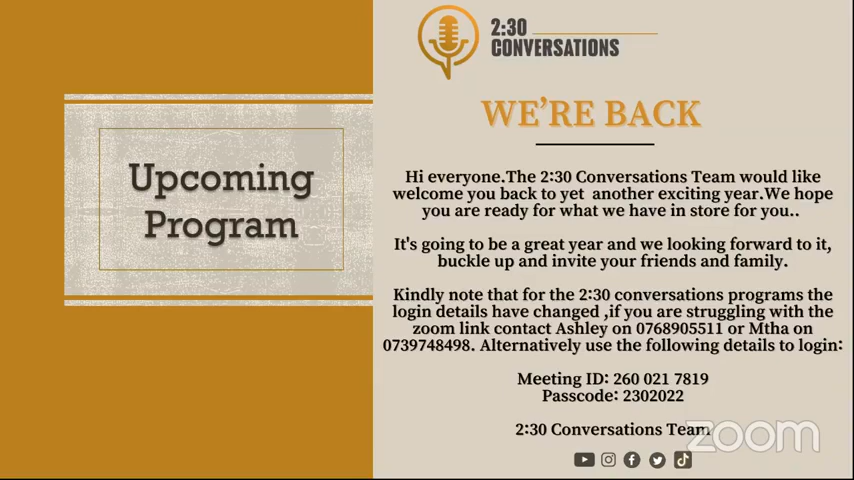 Upcoming
Program
2:30
CONVERSATIONS
WE'RE BACK
Hi everyone.The 2:30 Conversations Team would like
welcome you back to yet another exciting year.We hope
you are ready for what we have in store for you..
It's going to be a great year and we looking forward to it,
buckle up and invite your friends and family.
Kindly note that for the 2:30 conversations programs the
login details have changed ,if you are struggling with the
zoom link contact Ashley on 0768905511 or Mtha on
0739748498. Alternatively use the following details to login:
Meeting ID: 260 021 7819
Passcode: 2302022
2:30 Conversations Team
zoom